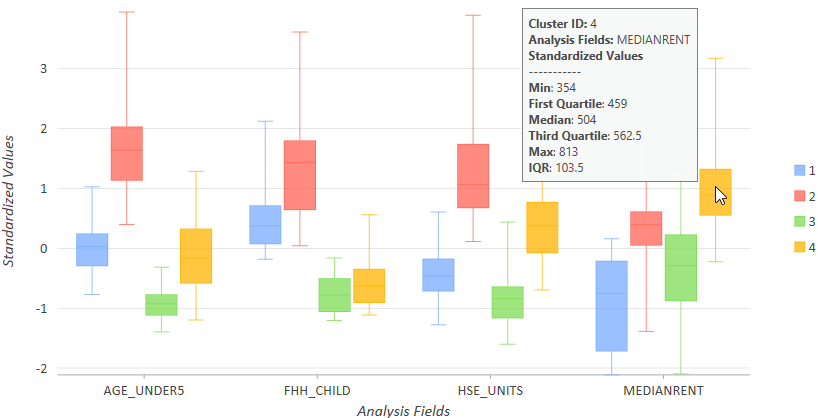 Cluster ID: 4
Analysis Fields: MEDIANRENT
Standardized Values
-----------
Min: 354
First Quartile: 459
Median: 504
Third Quartile: 562.5
Max: 813
IQR: 103.5
3
2
1
0
-1
-2
Standardized Values
AGE_UNDER5
FHH_CHILD
HSE_UNITS
MEDIANRENT
Analysis Fields
1
2
3
4